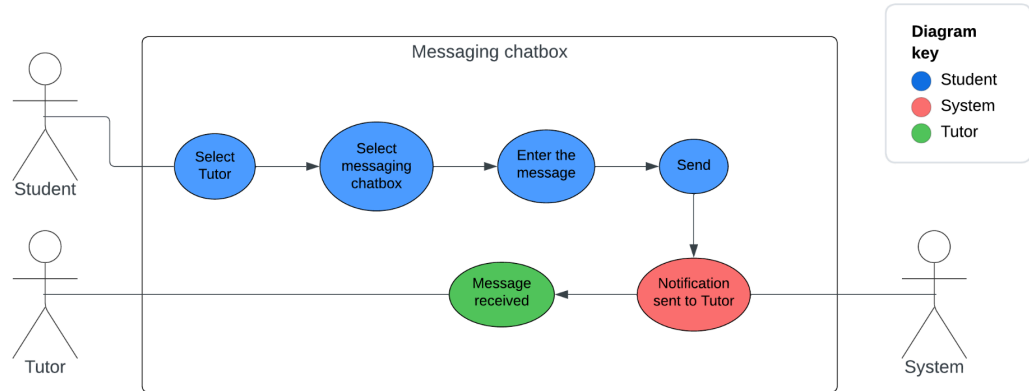 Messaging chatbox
Diagram
key
Student
System
Tutor
Student
Select
Tutor
Select
messaging
chatbox
Enter the
message
Send
Tutor
Message
received
Notification
sent to Tutor
System